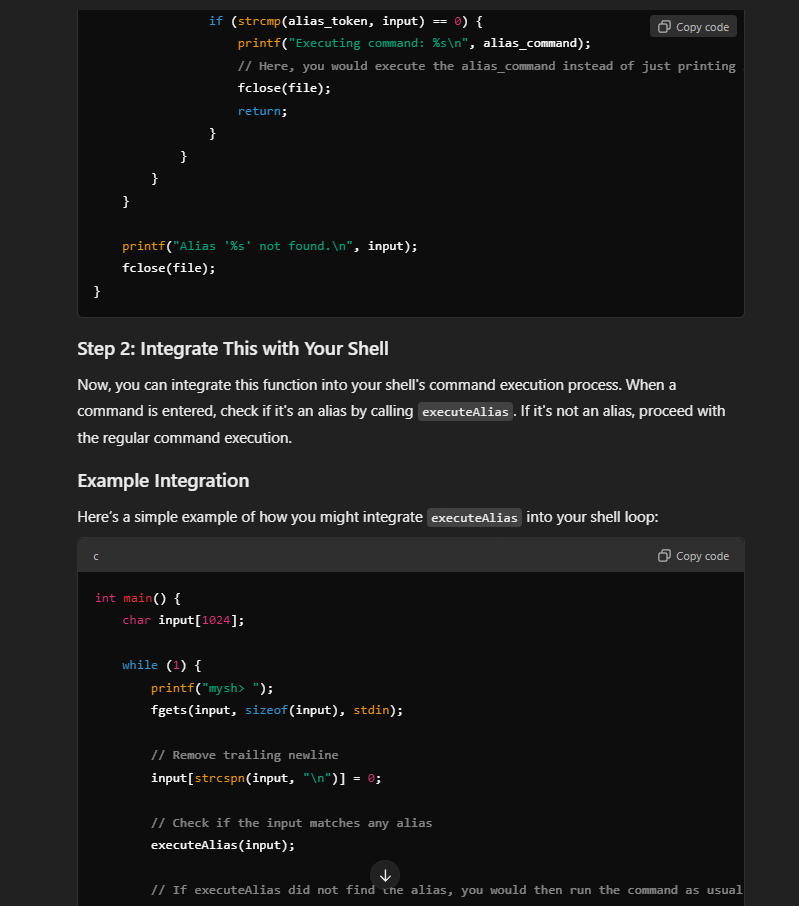 if (strcmp(alias_token, input) == 0) {
Copy code
printf("Executing command: %s\n", alias_command);
// Here, you would execute the alias_command instead of just printing
fclose(file);
return;
}
}
}
}
printf("Alias '%s' not found.\n", input);
fclose(file);
}
Step 2: Integrate This with Your Shell
Now, you can integrate this function into your shell's command execution process. When a
command is entered, check if it's an alias by calling executeAlias. If it's not an alias, proceed with
the regular command execution.
Example Integration
Here's a simple example of how you might integrate executeAlias into your shell loop:
c
Copy code
int main() {
char input[1024];
while (1) {
printf("mysh> ");
fgets(input, sizeof(input), stdin);
// Remove trailing newline
input[strcspn(input, "\n")] = 0;
// Check if the input matches any alias
executeAlias(input);
// If executeAlias did not find the alias, you would then run the command as usual